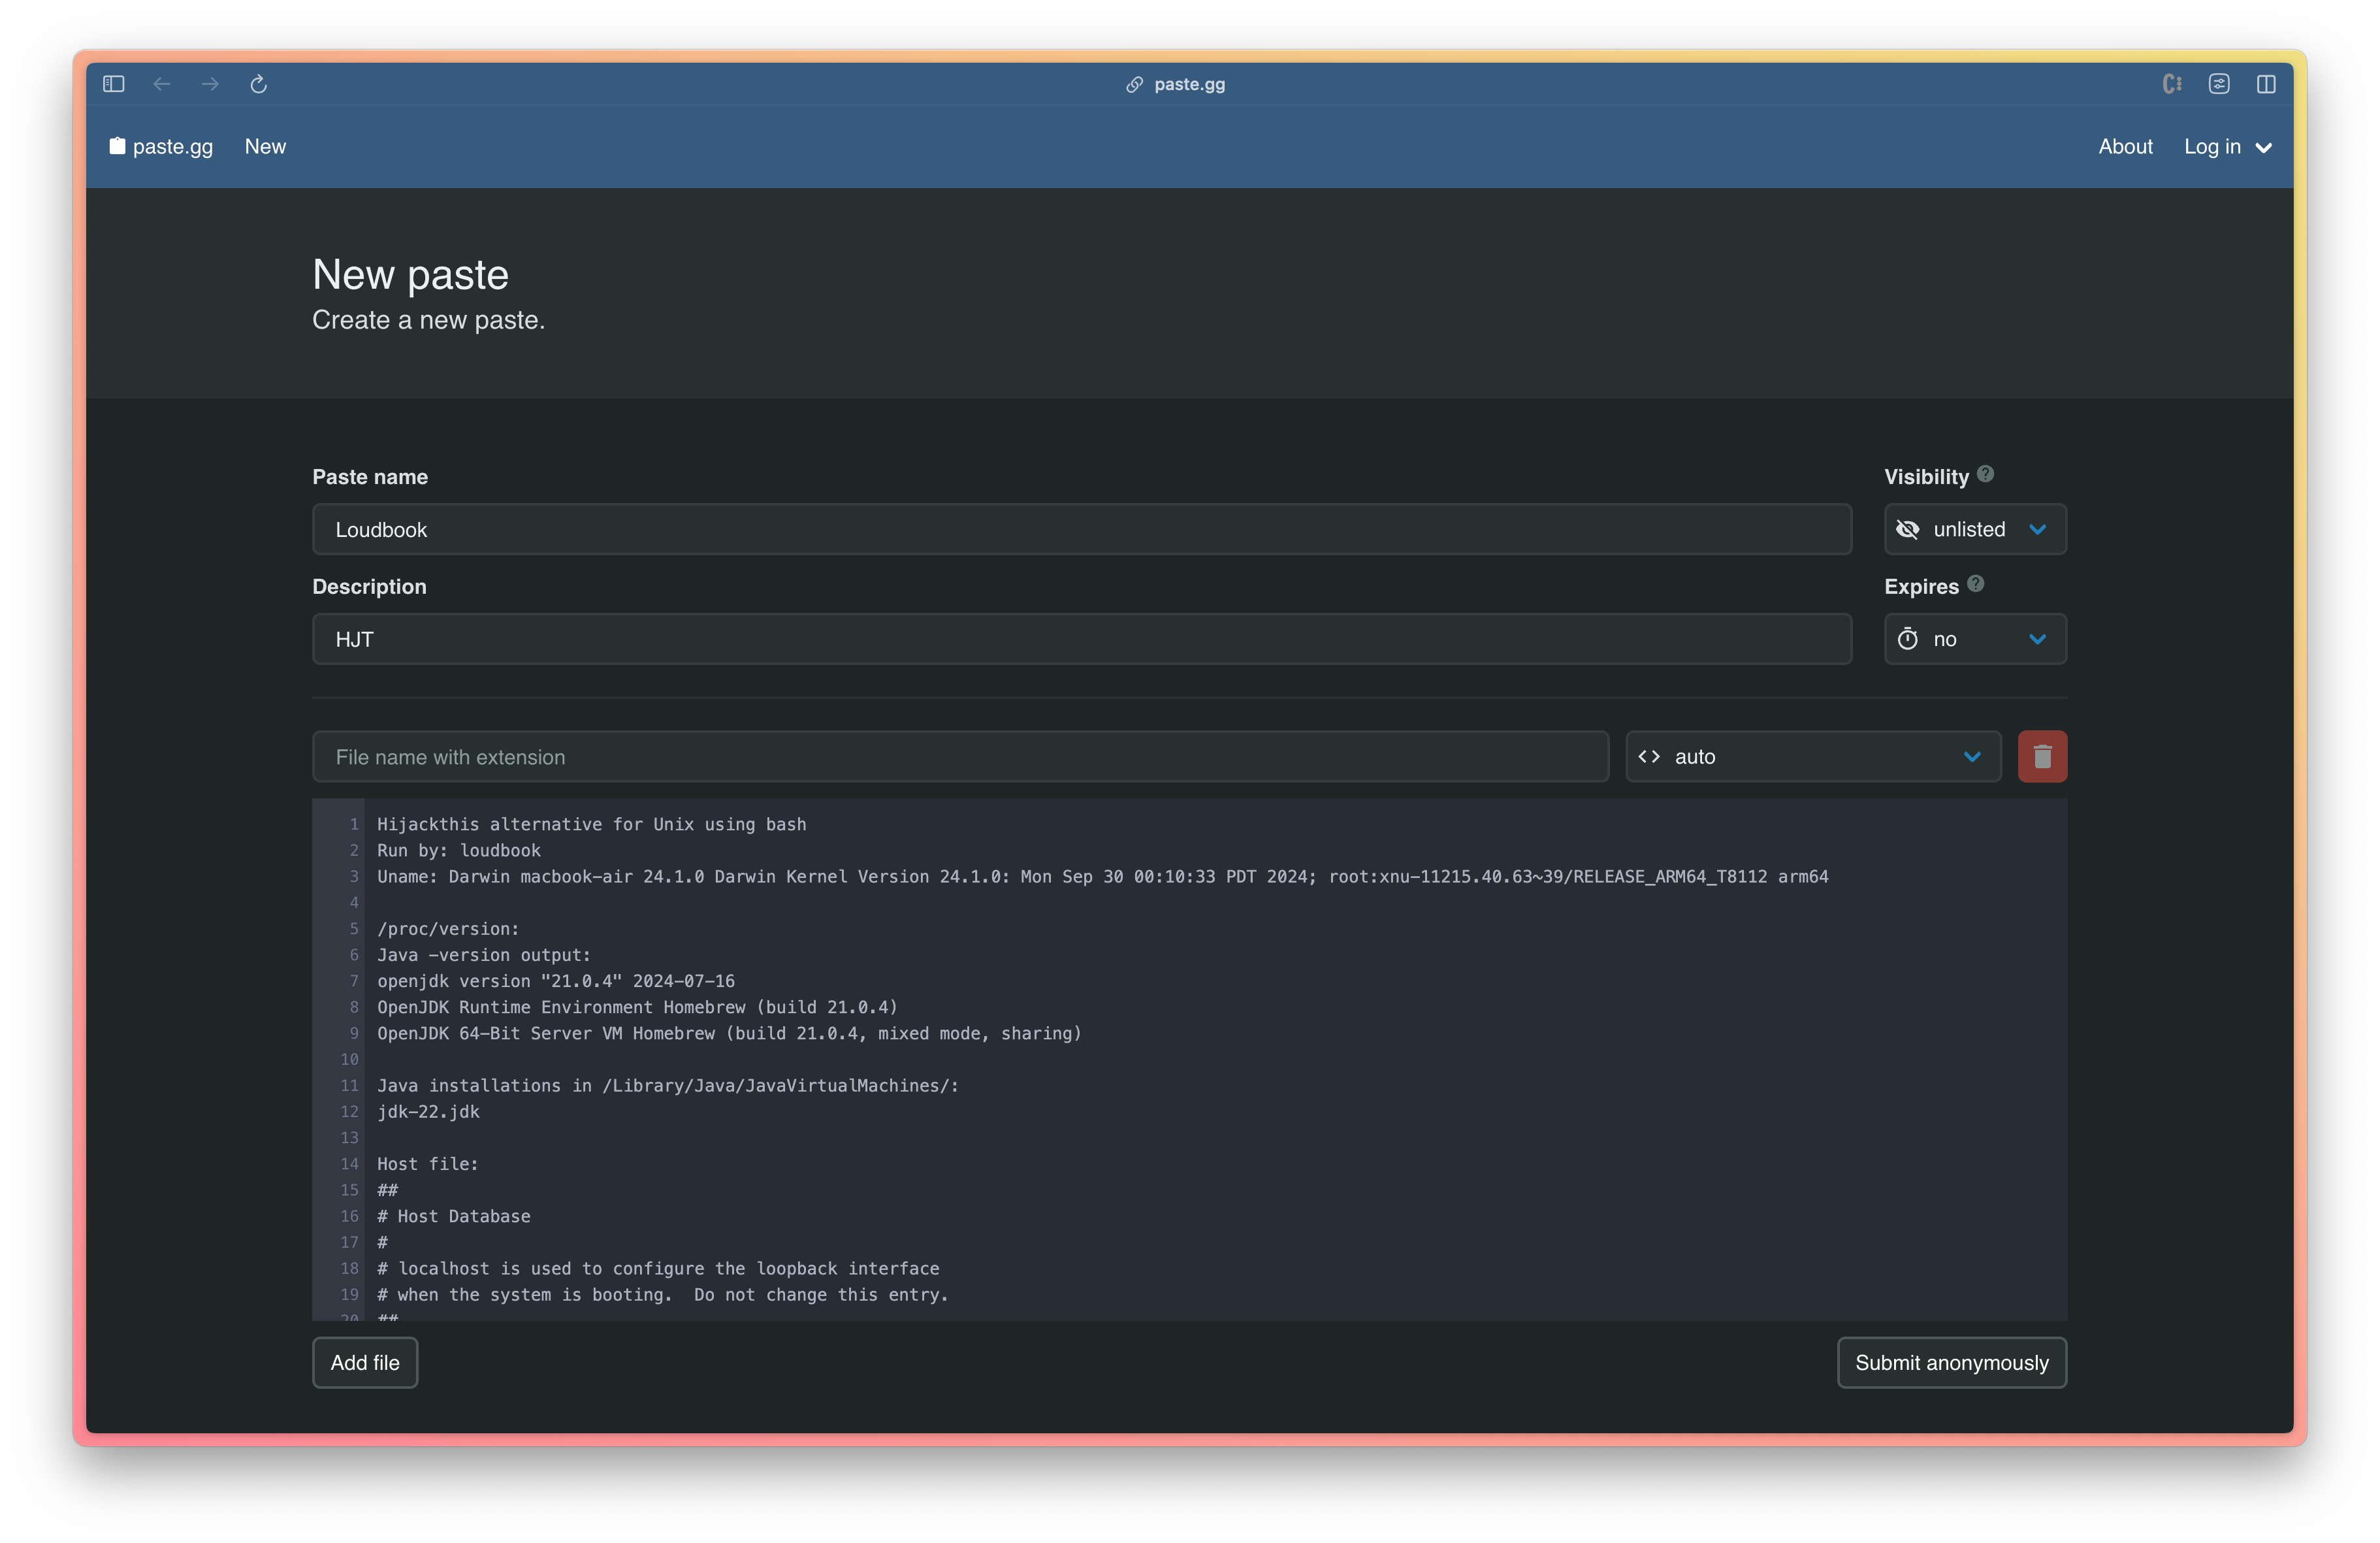 paste.gg
paste.gg New About Log in
New paste
Create a new paste.
Paste name
Visibility
Loudbook
unlisted
Description
Expires
HJT
no
File name with extension
auto
1 Hijackthis alternative for Unix using bash
2 Run by: loudbook
3 Uname: Darwin macbook-air 24.1.0 Darwin Kernel Version 24.1.0: Mon Sep 30 00:10:33 PDT 2024; root:xnu-11215.40.63~39/RELEASE_ARM64_T8112 arm64
4
5 /proc/version:
6 Java -version output:
7 openjdk version "21.0.4" 2024-07-16
8 OpenJDK Runtime Environment Homebrew (build 21.0.4)
9 OpenJDK 64-Bit Server VM Homebrew (build 21.0.4, mixed mode, sharing)
10
11 Java installations in /Library/Java/JavaVirtualMachines/:
12 jdk-22.jdk
13
14 Host file:
15 ##
16 # Host Database
17 #
18 # localhost is used to configure the loopback interface
19 # when the system is booting.  Do not change this entry.
20 ##
Add file
Submit anonymously